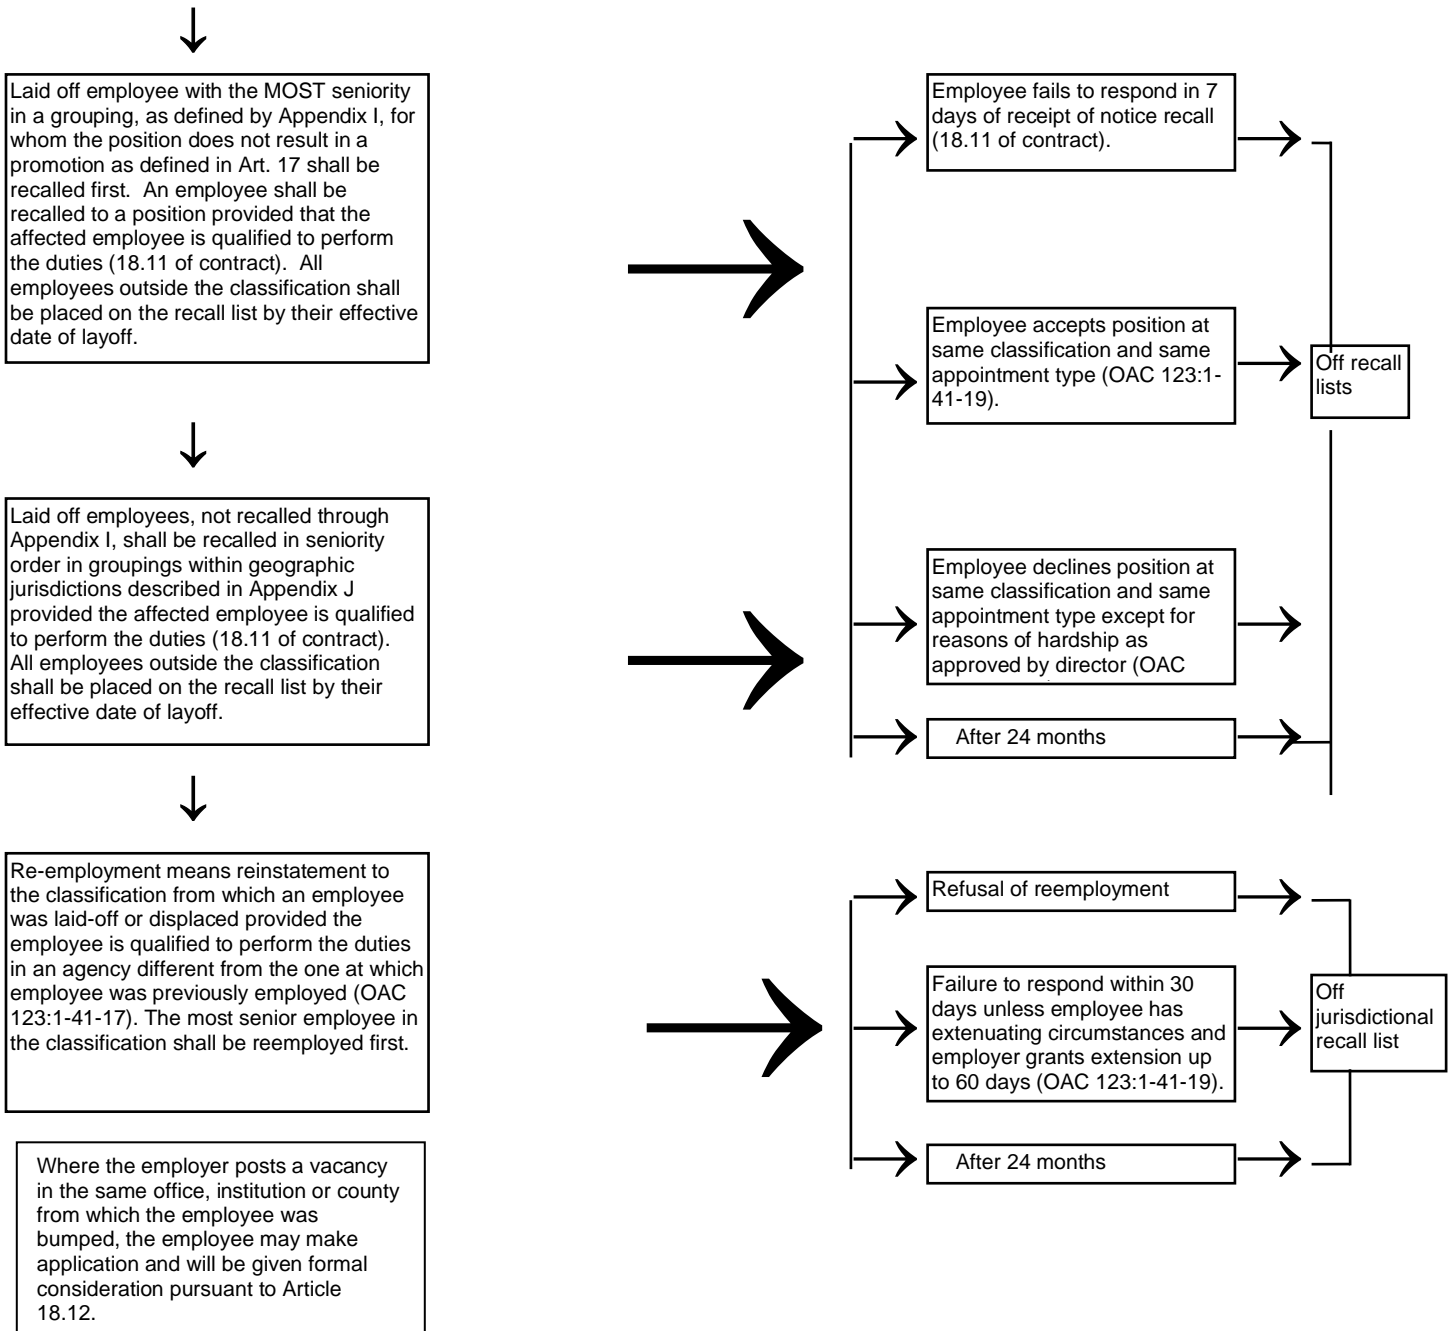 Laid off employee with the MOST seniority
in a grouping, as defined by Appendix I, for
whom the position does not result in a
promotion as defined in Art. 17 shall be
recalled first.  An employee shall be
recalled to a position provided that the
affected employee is qualified to perform
the duties (18.11 of contract).  All
employees outside the classification shall
be placed on the recall list by their effective
date of layoff.
Laid off employees, not recalled through
Appendix I, shall be recalled in seniority
order in groupings within geographic
jurisdictions described in Appendix J
provided the affected employee is qualified
to perform the duties (18.11 of contract).
All employees outside the classification
shall be placed on the recall list by their
effective date of layoff.
Re-employment means reinstatement to
the classification from which an employee
was laid-off or displaced provided the
employee is qualified to perform the duties
in an agency different from the one at which
employee was previously employed (OAC
123:1-41-17). The most senior employee in
the classification shall be reemployed first.
Where the employer posts a vacancy
in the same office, institution or county
from which the employee was
bumped, the employee may make
application and will be given formal
consideration pursuant to Article
18.12.
Employee fails to respond in 7
days of receipt of notice recall
(18.11 of contract).
Employee accepts position at
same classification and same
appointment type (OAC 123:1-
41-19).
Employee declines position at
same classification and same
appointment type except for
reasons of hardship as
approved by director (OAC
After 24 months
Off recall
lists
Refusal of reemployment
Failure to respond within 30
days unless employee has
extenuating circumstances and
employer grants extension up
to 60 days (OAC 123:1-41-19).
After 24 months
Off
jurisdictional
recall list